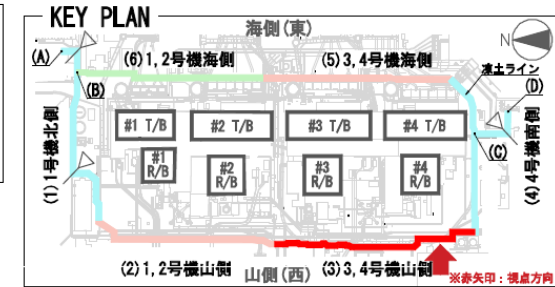 KEY PLAN
海側(東)
N
(A)
(6)1,2号機海側
(5)3,4号機海側
凍土ライン
(B)
(D)
#1 T/B
#2 T/B
#3 T/B
#4 T/B
(C)
#1
R/B
#2
R/B
#3
R/B
#4
R/B
(1)1号機北側
(4)4号機南側
(2)1,2号機山側
山側(西)
(3)3,4号機山側
※赤矢印：視点方向